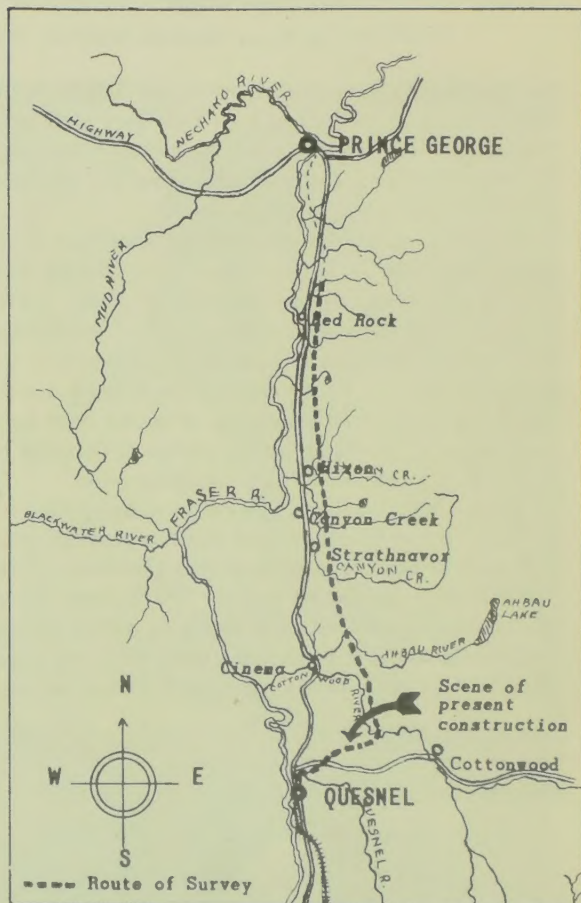 NECHAKO RIVER
HIGHWAY
PRINCE GEORGE
MUD RIVER
Red Rock
Hixon
CANYON CR.
FRASER R.
Canyon Creek
BLACKWATER RIVER
Strathnavor
CANYON CR.
AHBAU
LAKE
AHBAU RIVER
Cinema
COTTON WOOD
RIVER
N
Scene of
present
construction
W
E
Cottonwood
QUESNEL
S
QUESNEL R.
Route of Survey